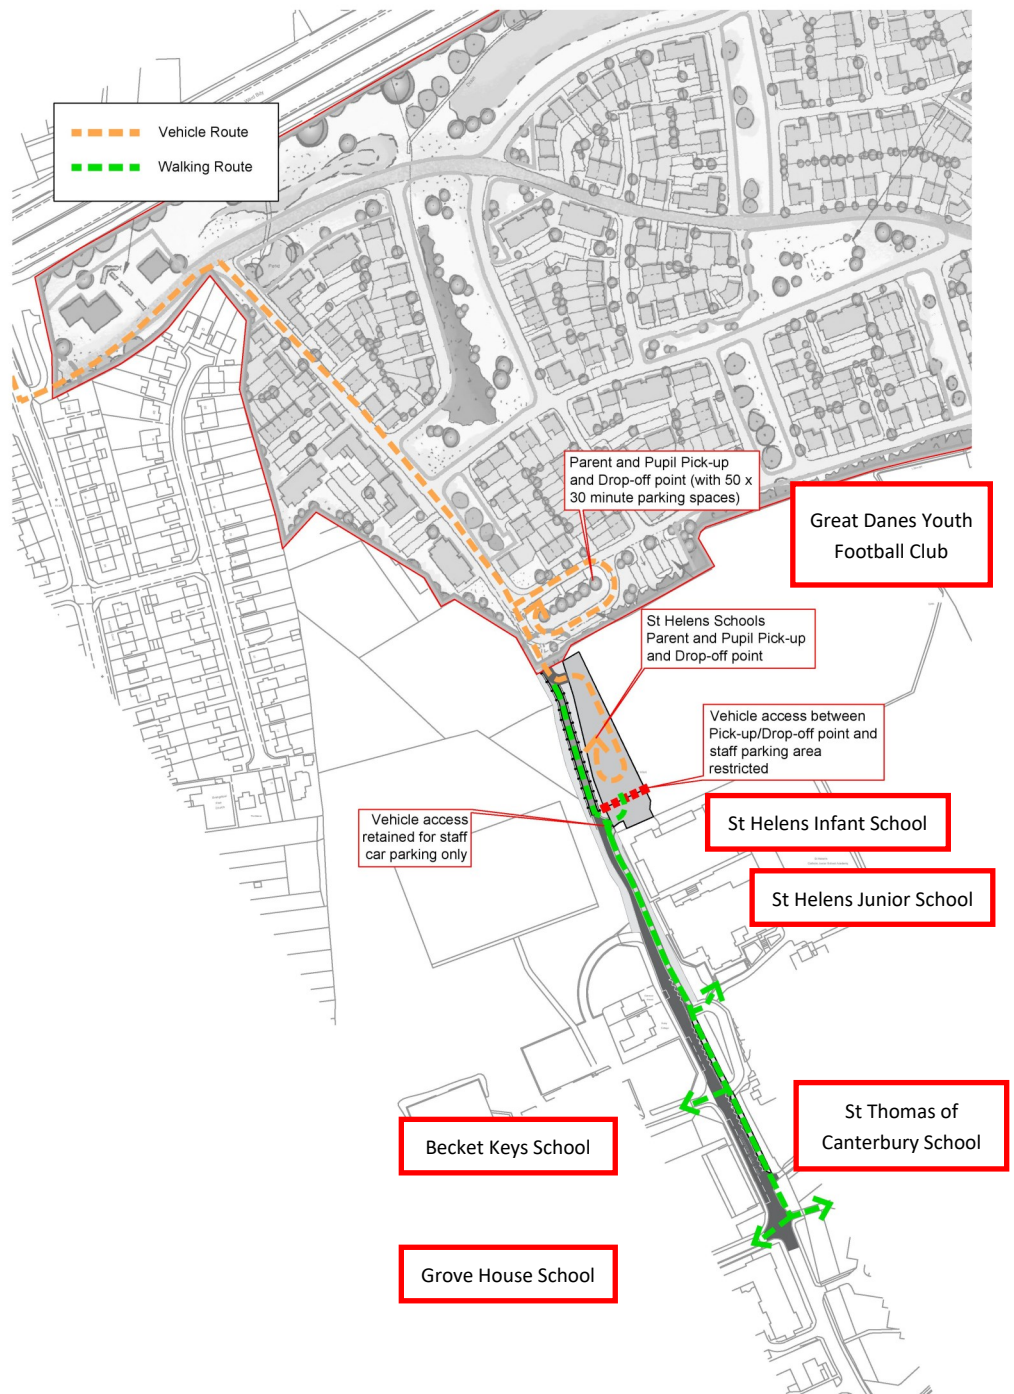 Vehicle Route
Walking Route
Parent and Pupil Pick-up
and Drop-off point (with 50 x
30 minute parking spaces)
Great Danes Youth
Football Club
St Helens Schools
Parent and Pupil Pick-up
and Drop-off point
Vehicle access between
Pick-up/Drop-off point and
staff parking area
restricted
Vehicle access
retained for staff
car parking only
St Helens Infant School
St Helens Junior School
St Thomas of
Canterbury School
Becket Keys School
Grove House School